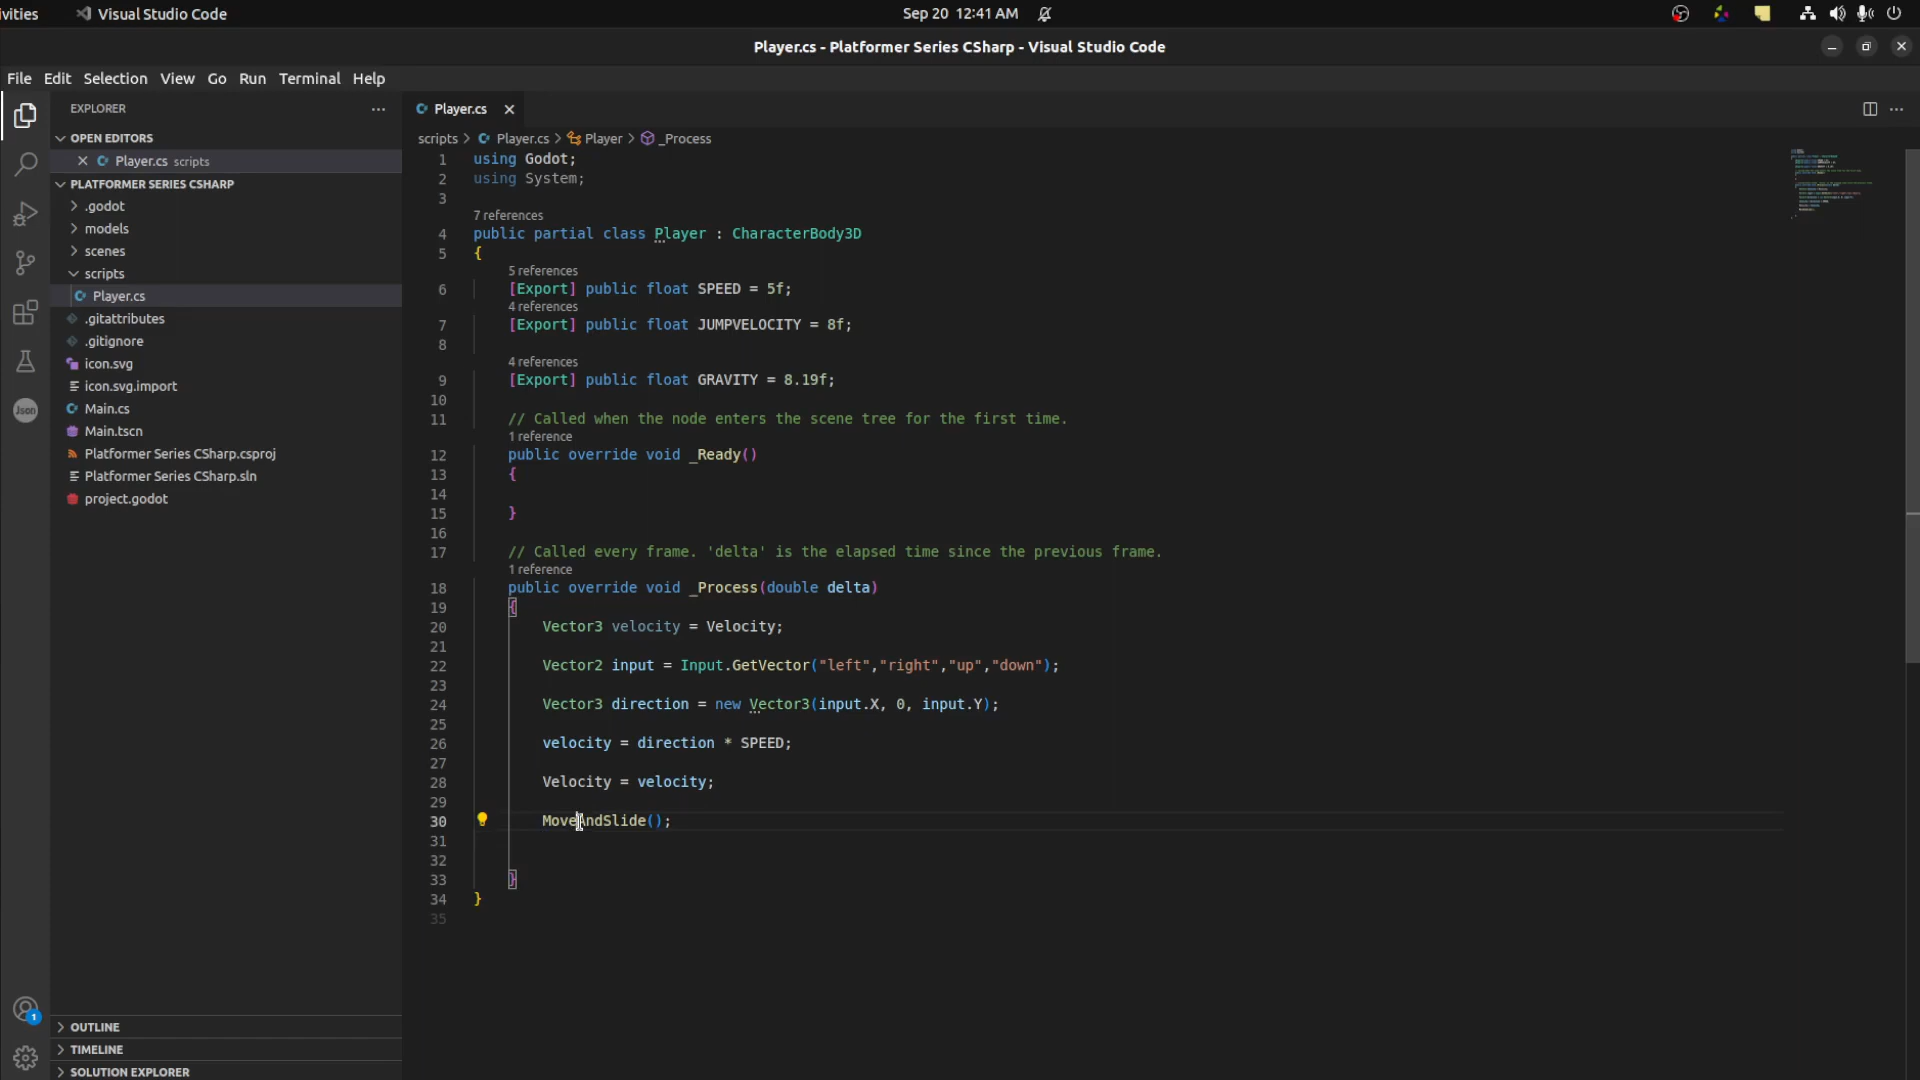 ivities Visual Studio Code Sep 20 12:41 AM
Player.cs - Platformer Series CSharp - Visual Studio Code
File Edit Selection View Go Run Terminal Help
EXPLORER
OPEN EDITORS
Player.cs scripts
PLATFORMER SERIES CSHARP
.godot
models
scenes
scripts
Player.cs
.gitattributes
.gitignore
icon.svg
icon.svg.import
Main.cs
Main.tscn
Platformer Series CSharp.csproj
Platformer Series CSharp.sln
project.godot
Json
1
OUTLINE
TIMELINE
SOLUTION EXPLORER
Player.cs
scripts > Player.cs > Player > _Process
1 using Godot;
2 using System;
3
7 references
4 public partial class Player : CharacterBody3D
5 {
5 references
6 [Export] public float SPEED = 5f;
4 references
7 [Export] public float JUMPVELOCITY = 8f;
8
4 references
9 [Export] public float GRAVITY = 8.19f;
10
11 // Called when the node enters the scene tree for the first time.
1 reference
12 public override void _Ready()
13 {
14
15 }
16
17 // Called every frame. 'delta' is the elapsed time since the previous frame.
1 reference
18 public override void _Process(double delta)
19 {
20 Vector3 velocity = Velocity;
21
22 Vector2 input = Input.GetVector("left","right","up","down");
23
24 Vector3 direction = new Vector3(input.X, 0, input.Y);
25
26 velocity = direction * SPEED;
27
28 Velocity = velocity;
29
30 MoveAndSlide();
31
32
33 }
34 }
35